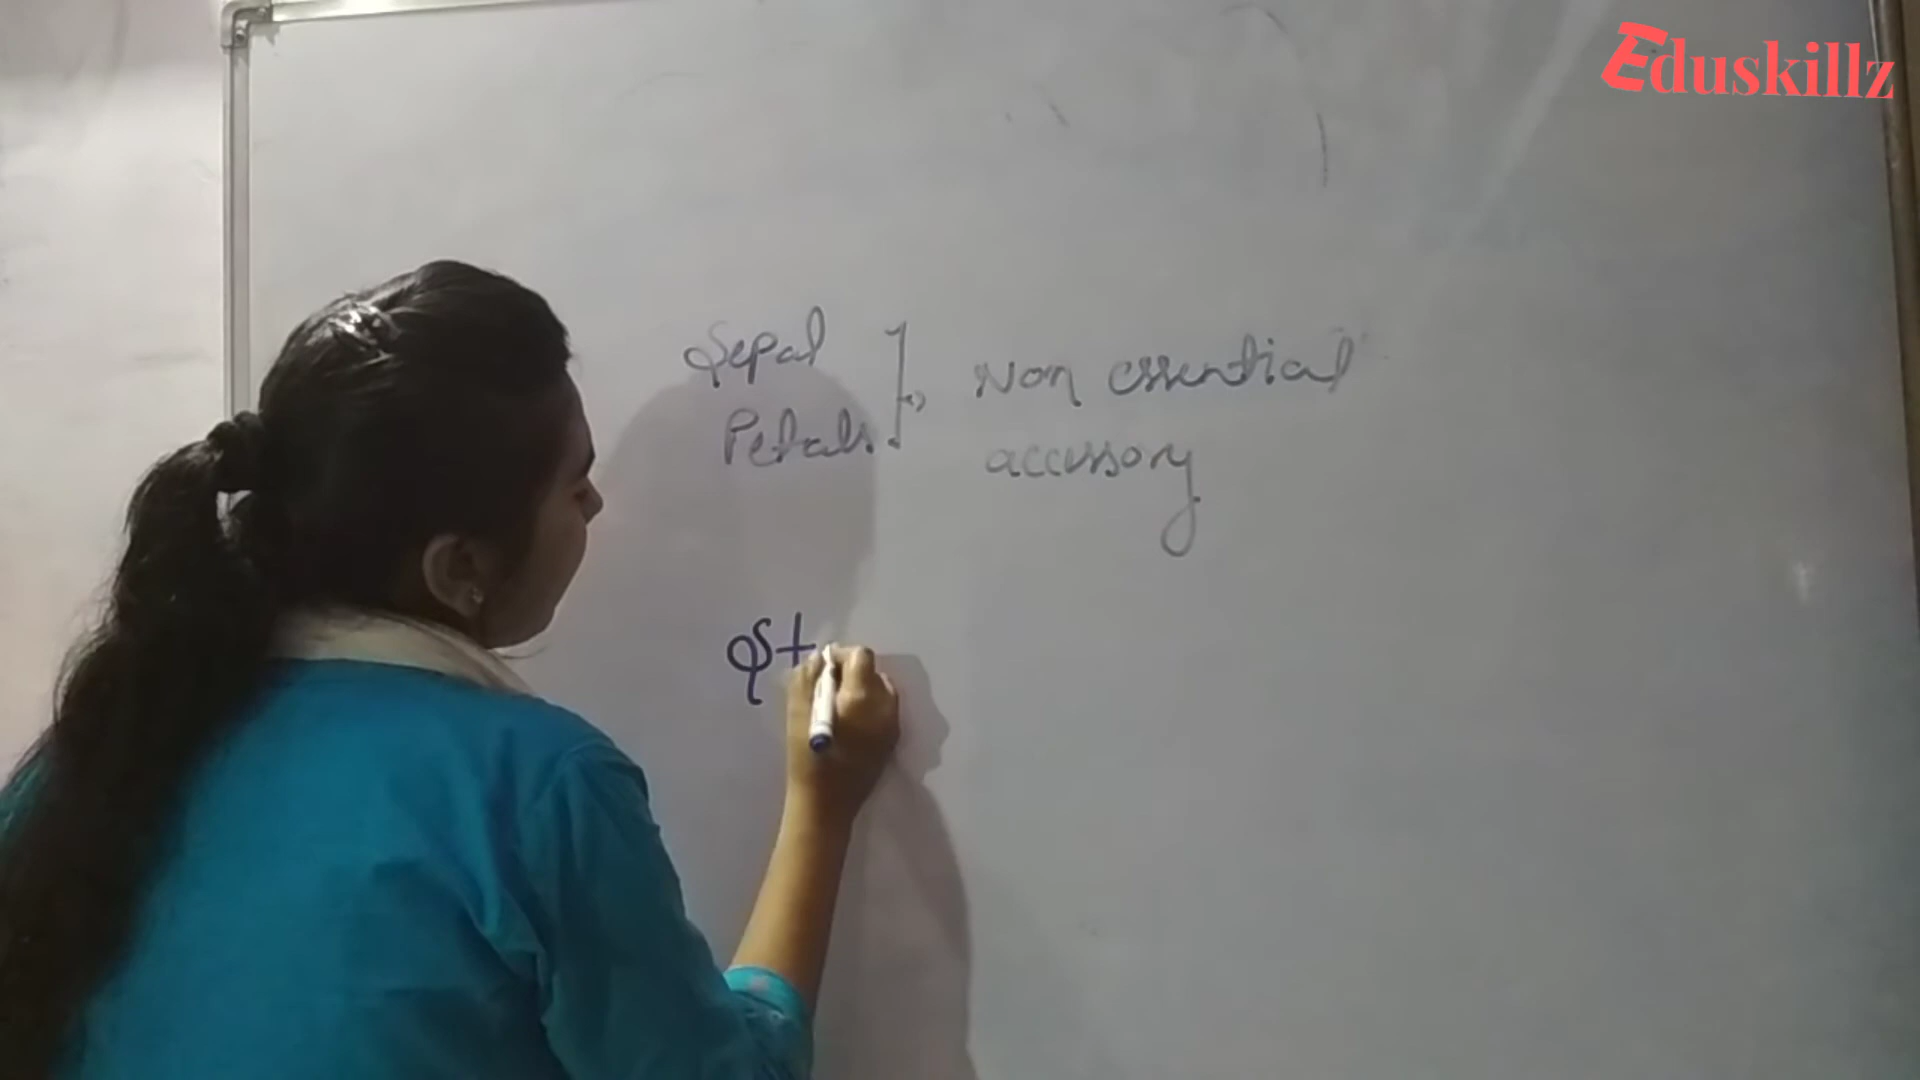 Eduskillz
Sepal
Petals.
Non essential
accessory
St